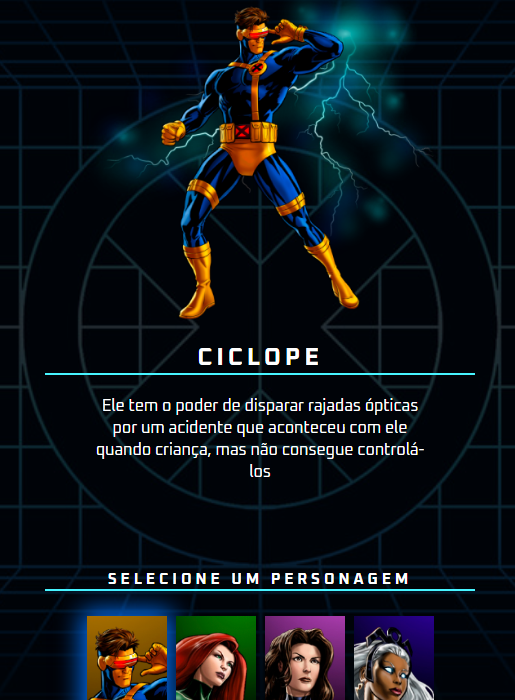 CICLOPE
Ele tem o poder de disparar rajadas ópticas
por um acidente que aconteceu com ele
quando criança, mas não consegue controlá-
los
SELECIONE UM PERSONAGEM